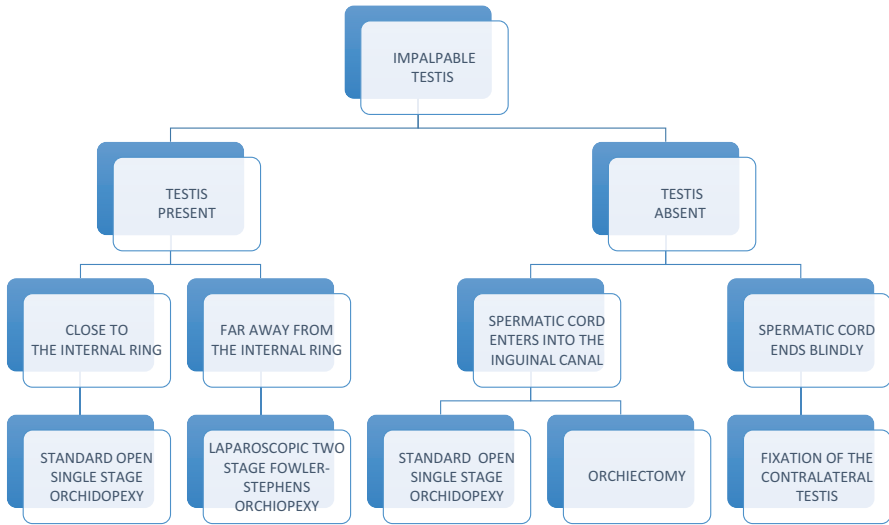 IMPALPABLE
TESTIS
TESTIS
PRESENT
TESTIS
ABSENT
CLOSE TO
THE INTERNAL RING
FAR AWAY FROM
THE INTERNAL RING
SPERMATIC CORD
ENTERS INTO THE
INGUINAL CANAL
SPERMATIC CORD
ENDS BLINDLY
STANDARD OPEN
SINGLE STAGE
ORCHIDOPEXY
LAPAROSCOPIC TWO
STAGE FOWLER-
STEPHENS
ORCHIOPEXY
STANDARD OPEN
SINGLE STAGE
ORCHIDOPEXY
ORCHIECTOMY
FIXATION OF THE
CONTRALATERAL
TESTIS